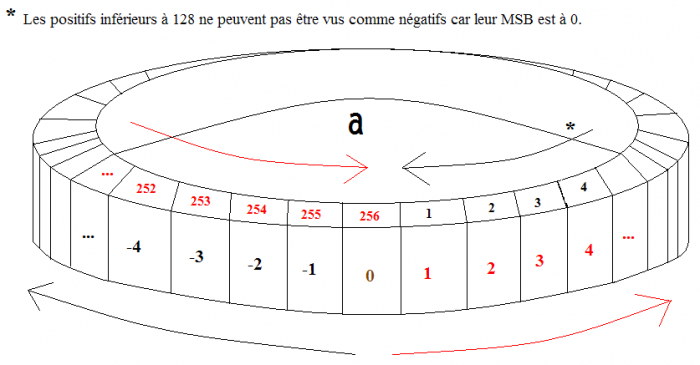 * Les positifs inférieurs à 128 ne peuvent pas être vus comme négatifs car leur MSB est à 0.
a
*
... 252 253 254 255 256 1 2 3 4
... -4 -3 -2 -1 0 1 2 3 4 ...